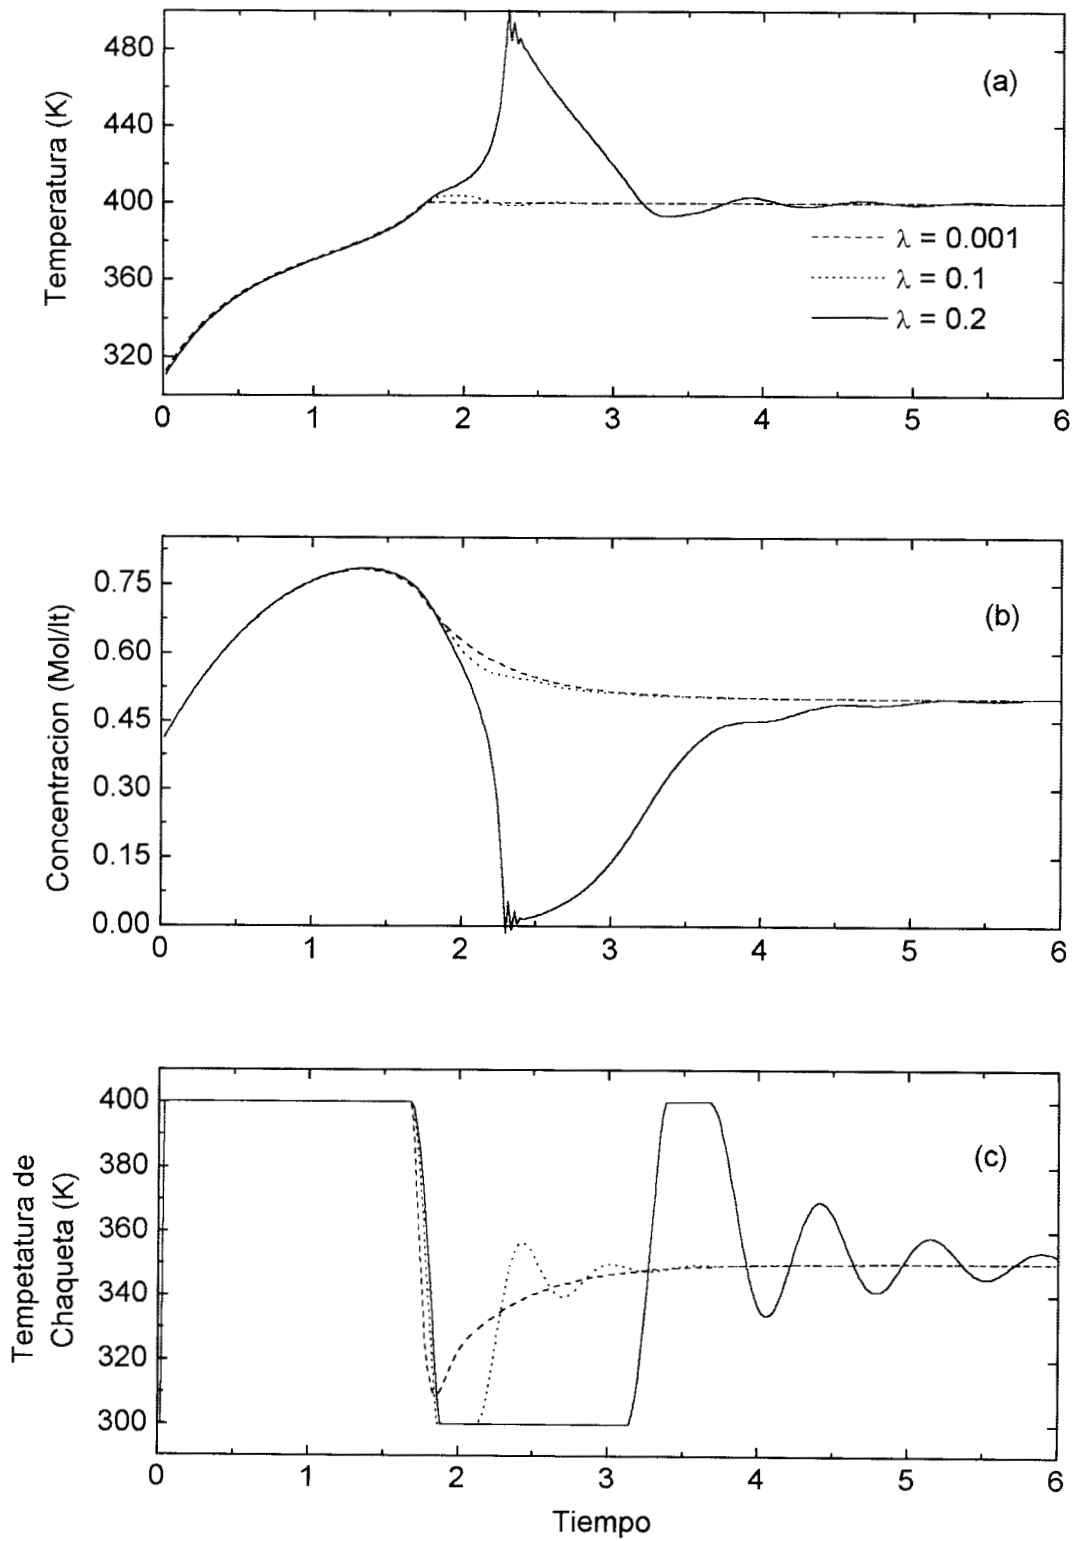 480
440
400
360
320
Temperatura (K)
(a)
λ = 0.001
λ = 0.1
λ = 0.2
0 1 2 3 4 5 6
0.75
0.60
0.45
0.30
0.15
0.00
Concentracion (Mol/lt)
(b)
0 1 2 3 4 5 6
400
380
360
340
320
300
Tempetatura de
Chaqueta (K)
(c)
0 1 2 3 4 5 6
Tiempo